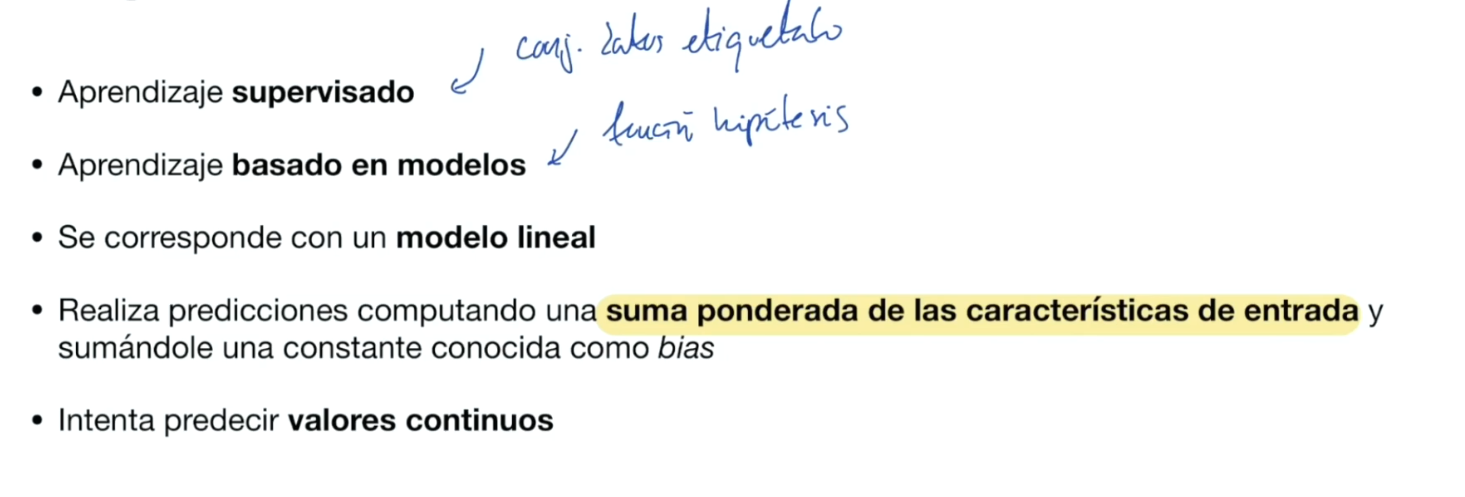 conj. datos etiquetado
• Aprendizaje supervisado
función hipótesis
• Aprendizaje basado en modelos
• Se corresponde con un modelo lineal
• Realiza predicciones computando una suma ponderada de las características de entrada y
sumándole una constante conocida como bias
• Intenta predecir valores continuos